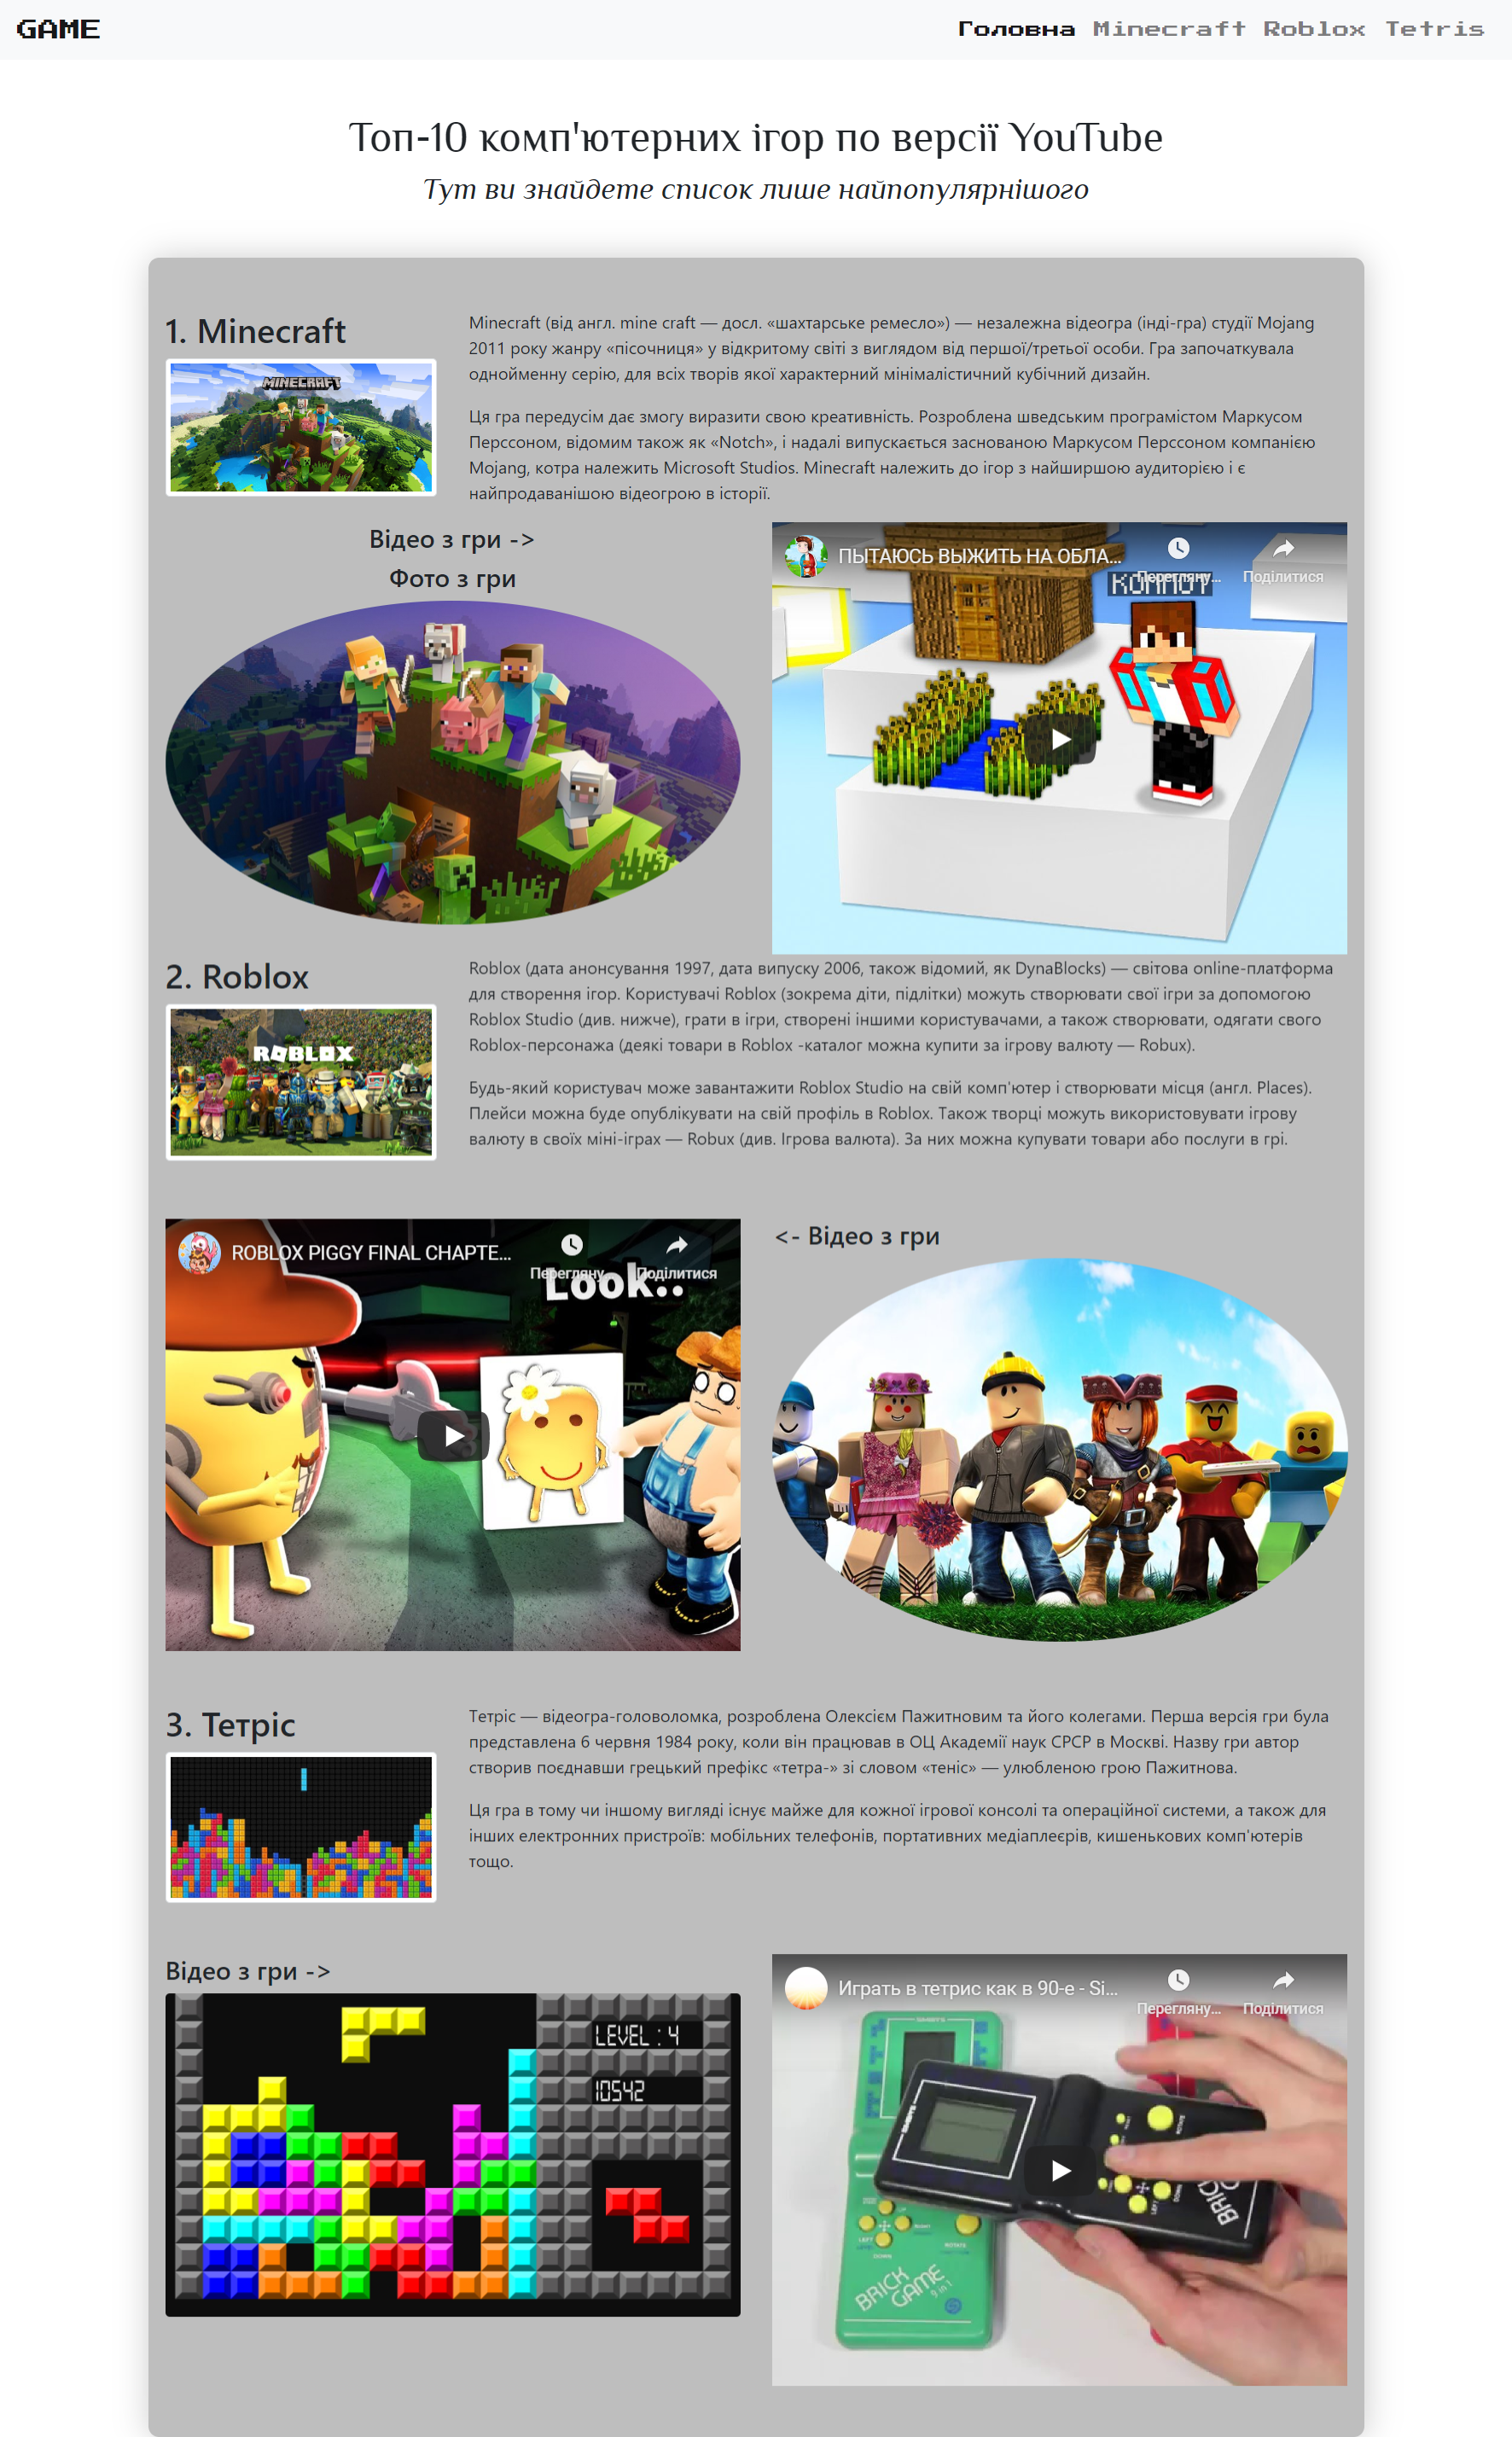 GAME
Головна Minecraft Roblox Tetris
Топ-10 комп'ютерних ігор по версії YouTube
Тут ви знайдете список лише найпопулярнішого
1. Minecraft
MINECRAFT
Minecraft (від англ. mine craft — досл. «шахтарське ремесло») — незалежна відеогра (інді-гра) студії Mojang
2011 року жанру «пісочниця» у відкритому світі з виглядом від першої/третьої особи. Гра започаткувала
однойменну серію, для всіх творів якої характерний мінімалістичний кубічний дизайн.
Ця гра передусім дає змогу виразити свою креативність. Розроблена шведським програмістом Маркусом
Перссоном, відомим також як «Notch», і надалі випускається заснованою Маркусом Перссоном компанією
Mojang, котра належить Microsoft Studios. Minecraft належить до ігор з найширшою аудиторією і є
найпродаванішою відеогрою в історії.
Відео з гри ->
Фото з гри
ПЫТАЮСЬ ВЫЖИТЬ НА ОБЛА...
Перегляну...
Поділитися
2. Roblox
ROBLOX
Roblox (дата анонсування 1997, дата випуску 2006, також відомий, як DynaBlocks) — світова online-платформа
для створення ігор. Користувачі Roblox (зокрема діти, підлітки) можуть створювати свої ігри за допомогою
Roblox Studio (див. нижче), грати в ігри, створені іншими користувачами, а також створювати, одягати свого
Roblox-персонажа (деякі товари в Roblox -каталог можна купити за ігрову валюту — Robux).
Будь-який користувач може завантажити Roblox Studio на свій комп'ютер і створювати місця (англ. Places).
Плейси можна буде опублікувати на свій профіль в Roblox. Також творці можуть використовувати ігрову
валюту в своїх міні-іграх — Robux (див. Ігрова валюта). За них можна купувати товари або послуги в грі.
ROBLOX PIGGY FINAL CHAPTE...
Перегляну...
Поділитися
Look..
<- Відео з гри
3. Тетріс
Тетріс — відеогра-головоломка, розроблена Олексієм Пажитновим та його колегами. Перша версія гри була
представлена 6 червня 1984 року, коли він працював в ОЦ Академії наук СРСР в Москві. Назву гри автор
створив поєднавши грецький префікс «тетра-» зі словом «теніс» — улюбленою грою Пажитнова.
Ця гра в тому чи іншому вигляді існує майже для кожної ігрової консолі та операційної системи, а також для
інших електронних пристроїв: мобільних телефонів, портативних медіаплеєрів, кишенькових комп'ютерів
тощо.
Відео з гри ->
LEVEL : 4
10542
Играть в тетрис как в 90-е - Si...
Перегляну...
Поділитися
BRICK
GAME
9 in 1